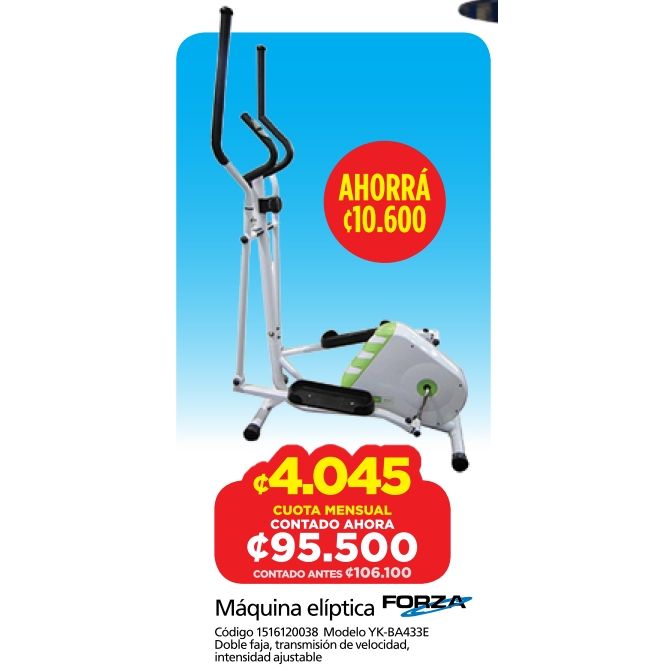 AHORRÁ
¢10.600
¢4.045
CUOTA MENSUAL
CONTADO AHORA
¢95.500
CONTADO ANTES ¢106.100
Máquina elíptica FORZA
Código 1516120038 Modelo YK-BA433E
Doble faja, transmisión de velocidad,
intensidad ajustable